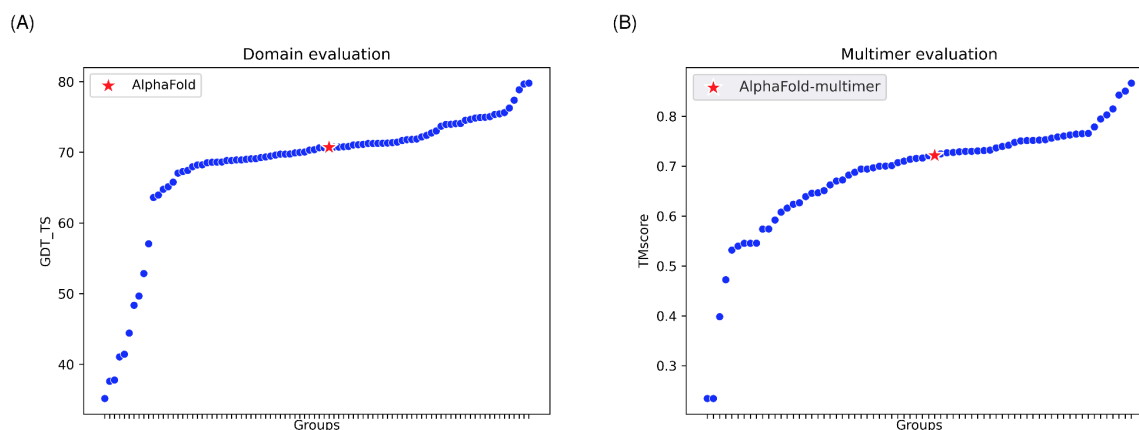 (A)
Domain evaluation
AlphaFold
80
70
60
50
40
GDT_TS
Groups
(B)
Multimer evaluation
AlphaFold-multimer
0.8
0.7
0.6
0.5
0.4
0.3
TMscore
Groups